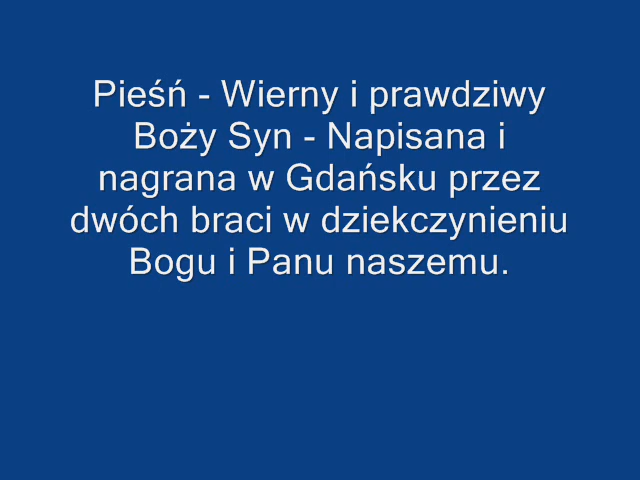 Pieśń - Wierny i prawdziwy
Boży Syn - Napisana i
nagrana w Gdańsku przez
dwóch braci w dziekczynieniu
Bogu i Panu naszemu.